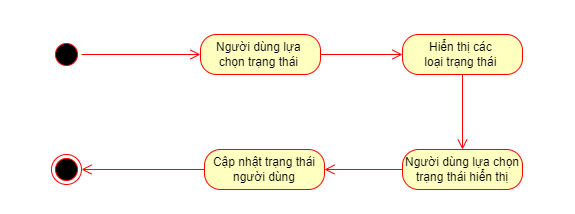 Người dùng lựa
chọn trạng thái
Hiển thị các
loại trạng thái
Người dùng lựa chọn
trạng thái hiển thị
Cập nhật trạng thái
người dùng